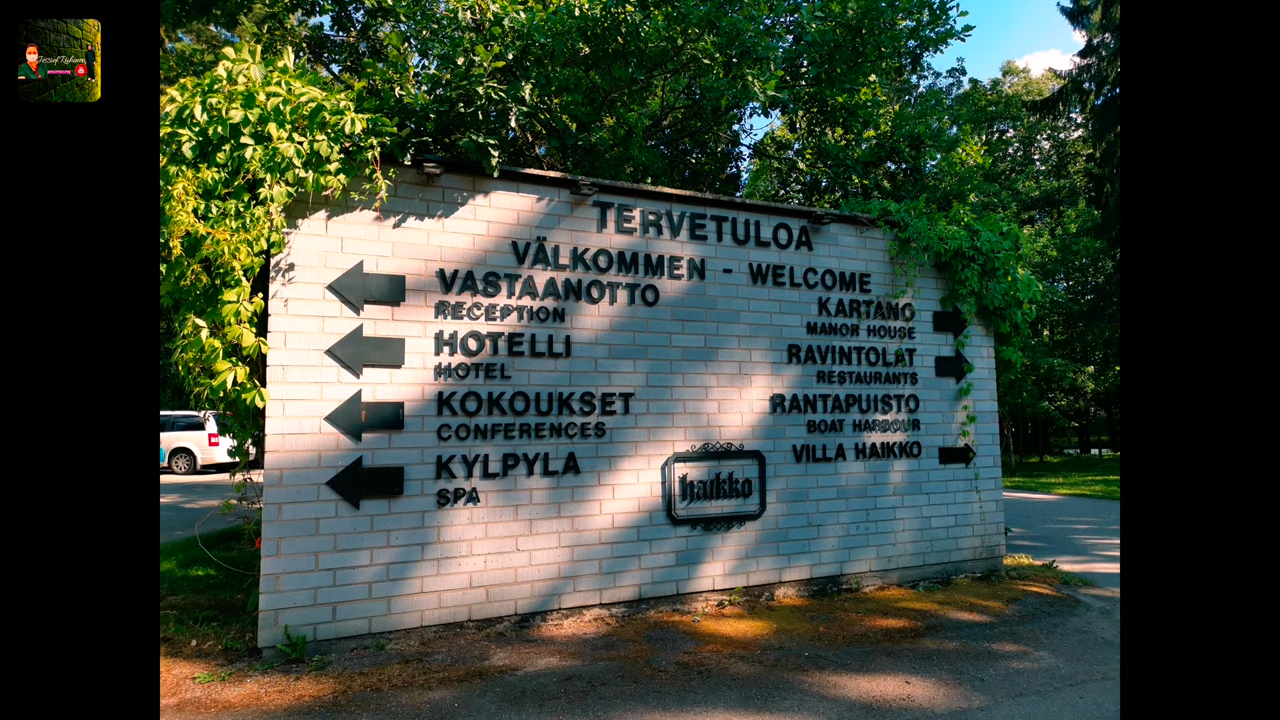 TERVETULOA
VÄLKOMMEN - WELCOME
VASTAANOTTO
RECEPTION
HOTELLI
HOTEL
KOKOUKSET
CONFERENCES
KYLPYLA
SPA
KARTANO
MANOR HOUSE
RAVINTOLAT
RESTAURANTS
RANTAPUISTO
BOAT HARBOUR
VILLA HAIKKO
haikko